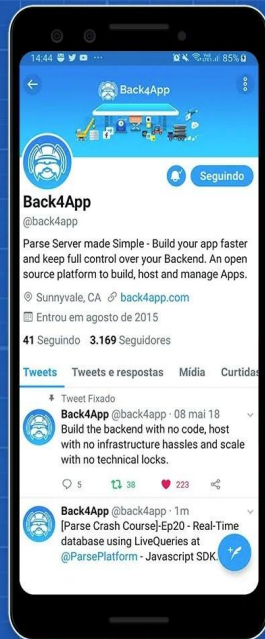 14:44 85%
Back4App
Seguindo
Back4App
@back4app
Parse Server made Simple - Build your app faster
and keep full control over your Backend. An open
source platform to build, host and manage Apps.
Sunnyvale, CA back4app.com
Entrou em agosto de 2015
41 Seguindo 3.169 Seguidores
Tweets Tweets e respostas Mídia Curtidas
Tweet Fixado
Back4App @back4app · 08 mai 18
Build the backend with no code, host
with no infrastructure hassles and scale
with no technical locks.
5 38 223
Back4App @back4app · 1m
[Parse Crash Course]-Ep20 - Real-Time
database using LiveQueries at
@ParsePlatform - Javascript SDK.